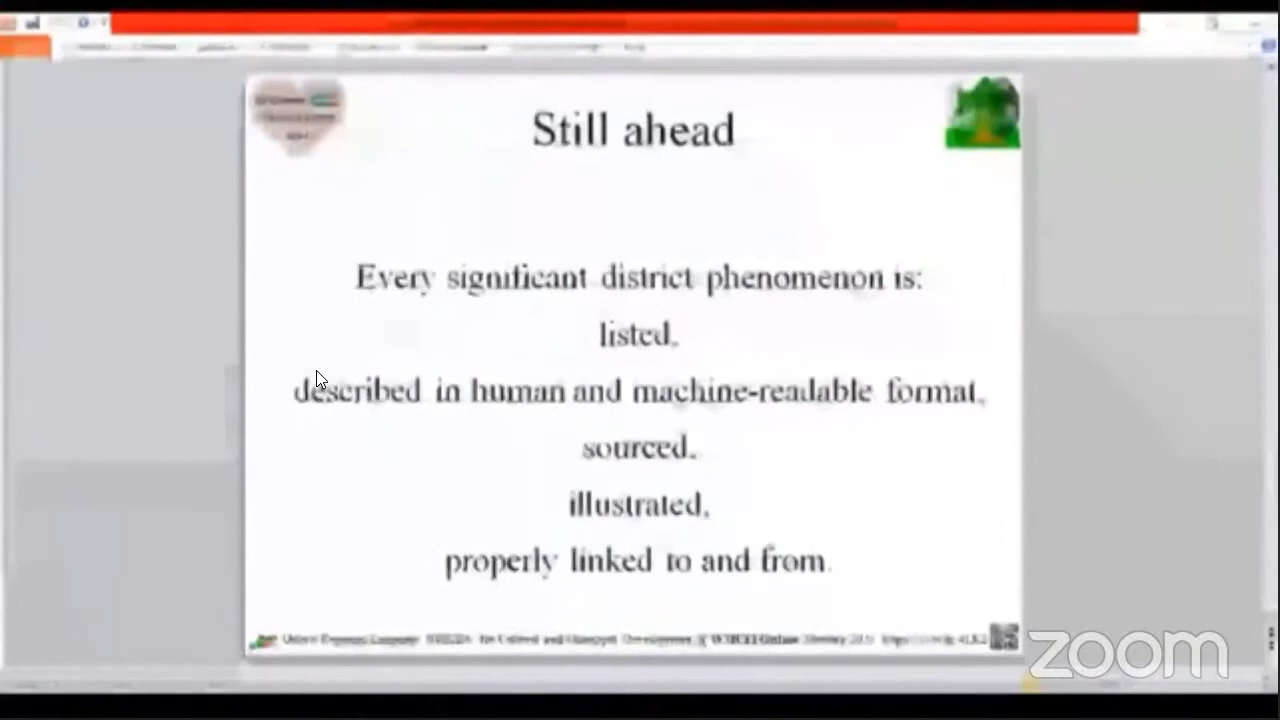 Still ahead
Every significant district phenomenon is:
listed,
described in human and machine-readable format,
sourced,
illustrated,
properly linked to and from.
zoom